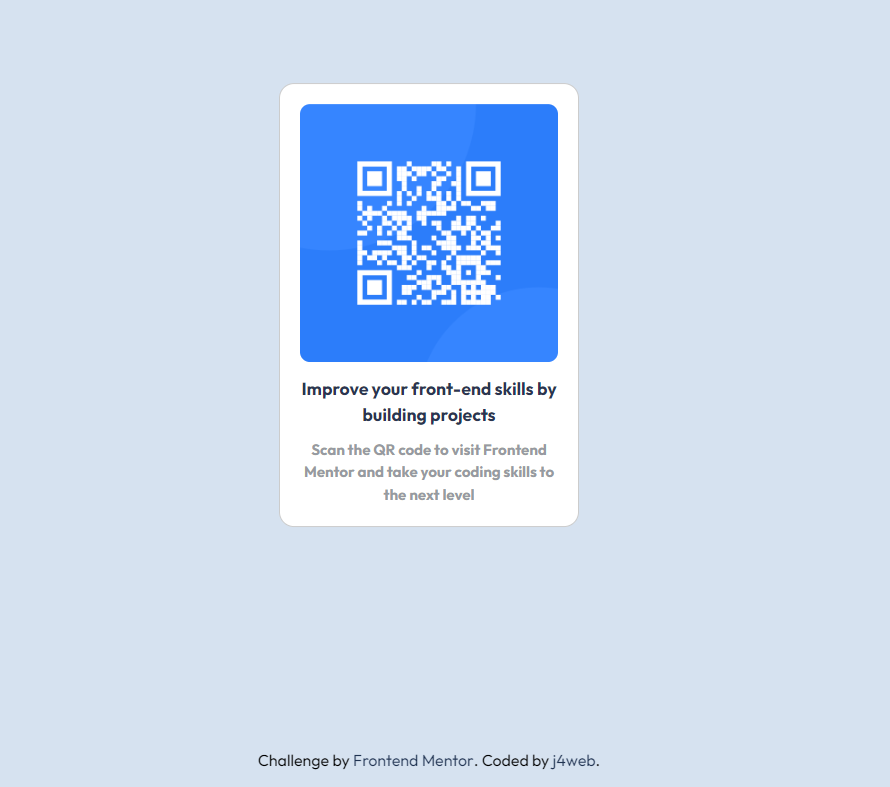 Improve your front-end skills by
building projects
Scan the QR code to visit Frontend
Mentor and take your coding skills to
the next level
Challenge by Frontend Mentor. Coded by j4web.